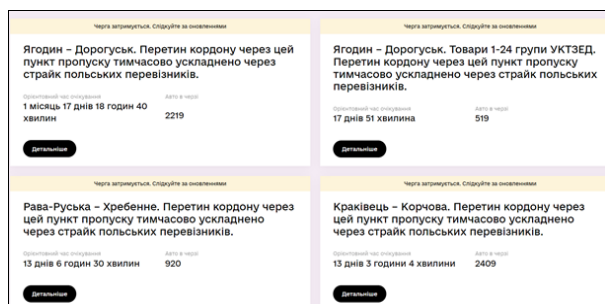 Черга затримується. Слідкуйте за оновленнями
Ягодин – Дорогуськ. Перетин кордону через цей
пункт пропуску тимчасово ускладнено через
страйк польських перевізників.
Орієнтовний час очікування
Авто в черзі
1 місяць 17 днів 18 годин 40
хвилин
2219
Детальніше
Черга затримується. Слідкуйте за оновленнями
Ягодин – Дорогуськ. Товари 1-24 групи УКТЗЕД.
Перетин кордону через цей пункт пропуску
тимчасово ускладнено через страйк польських
перевізників.
Орієнтовний час очікування
Авто в черзі
17 днів 51 хвилина
519
Детальніше
Черга затримується. Слідкуйте за оновленнями
Рава-Руська – Хребенне. Перетин кордону через
цей пункт пропуску тимчасово ускладнено
через страйк польських перевізників.
Орієнтовний час очікування
Авто в черзі
13 днів 6 годин 30 хвилин
920
Детальніше
Черга затримується. Слідкуйте за оновленнями
Краківець – Корчова. Перетин кордону через
цей пункт пропуску тимчасово ускладнено
через страйк польських перевізників.
Орієнтовний час очікування
Авто в черзі
13 днів 3 години 4 хвилини
2409
Детальніше